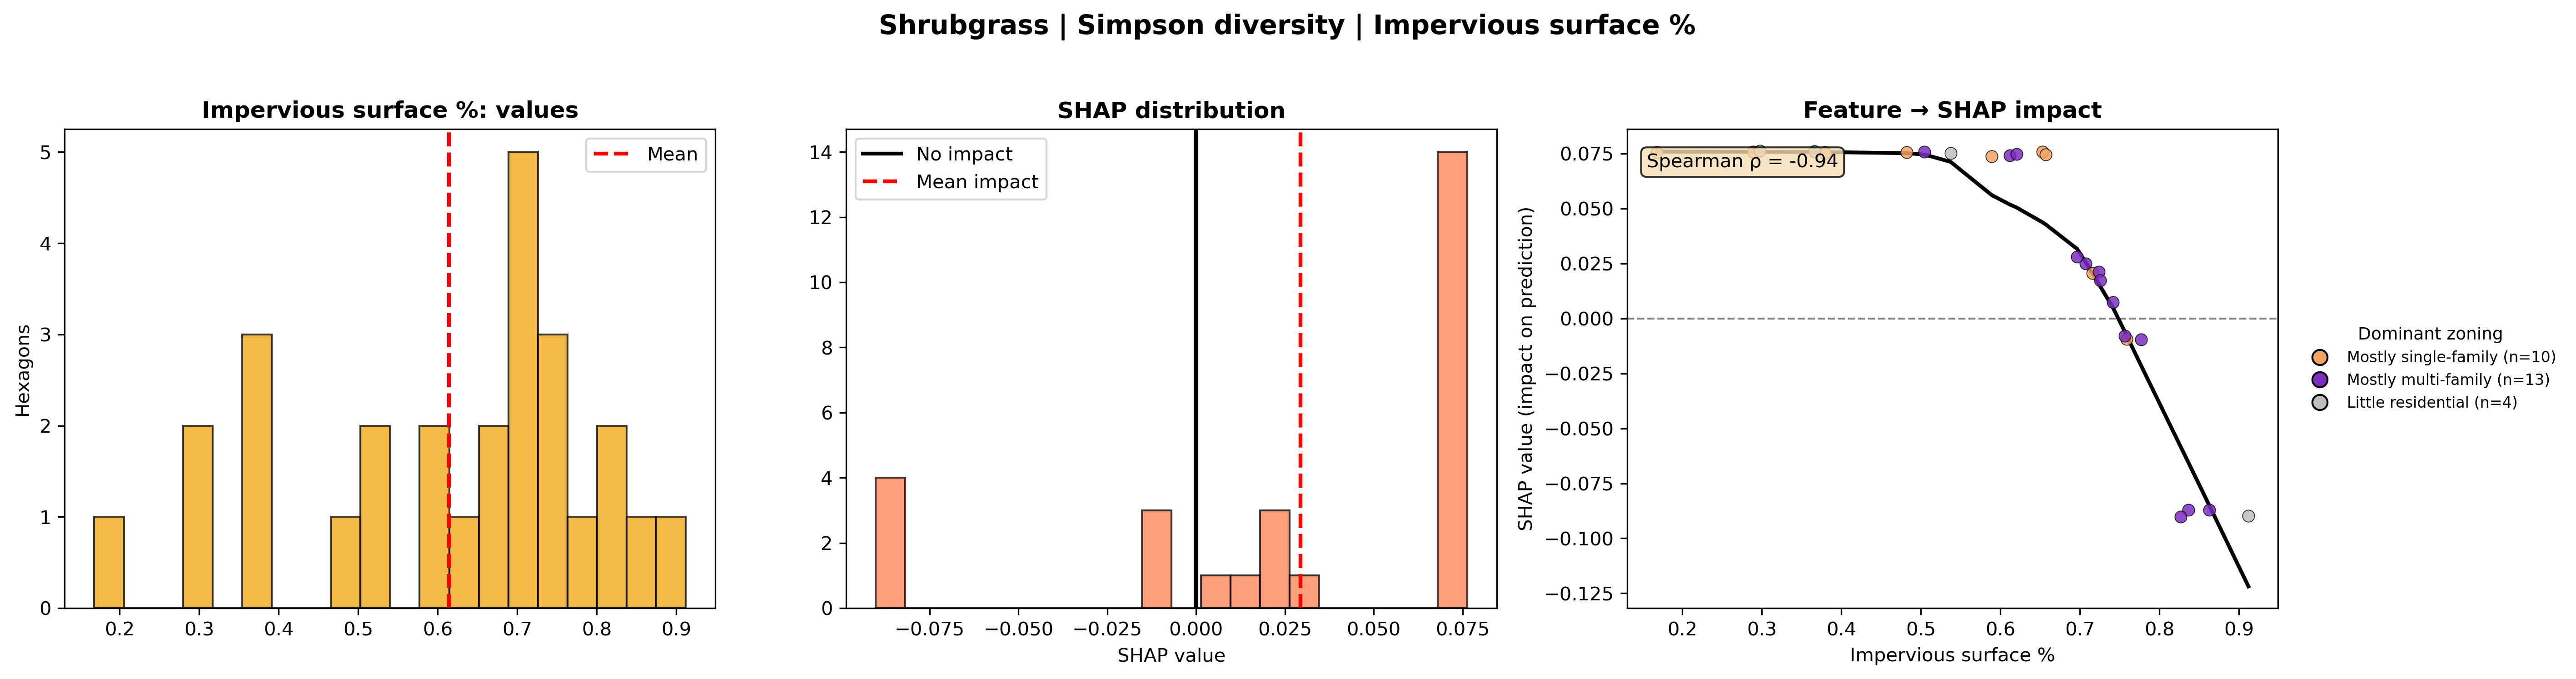 Shrubgrass | Simpson diversity | Impervious surface %
Impervious surface %: values
Mean
Hexagons
5
4
3
2
1
0
0.2 0.3 0.4 0.5 0.6 0.7 0.8 0.9
SHAP distribution
No impact
Mean impact
14
12
10
8
6
4
2
0
−0.075 −0.050 −0.025 0.000 0.025 0.050 0.075
SHAP value
Feature → SHAP impact
Spearman ρ = -0.94
SHAP value (impact on prediction)
0.075
0.050
0.025
0.000
−0.025
−0.050
−0.075
−0.100
−0.125
0.2 0.3 0.4 0.5 0.6 0.7 0.8 0.9
Impervious surface %
Dominant zoning
Mostly single-family (n=10)
Mostly multi-family (n=13)
Little residential (n=4)